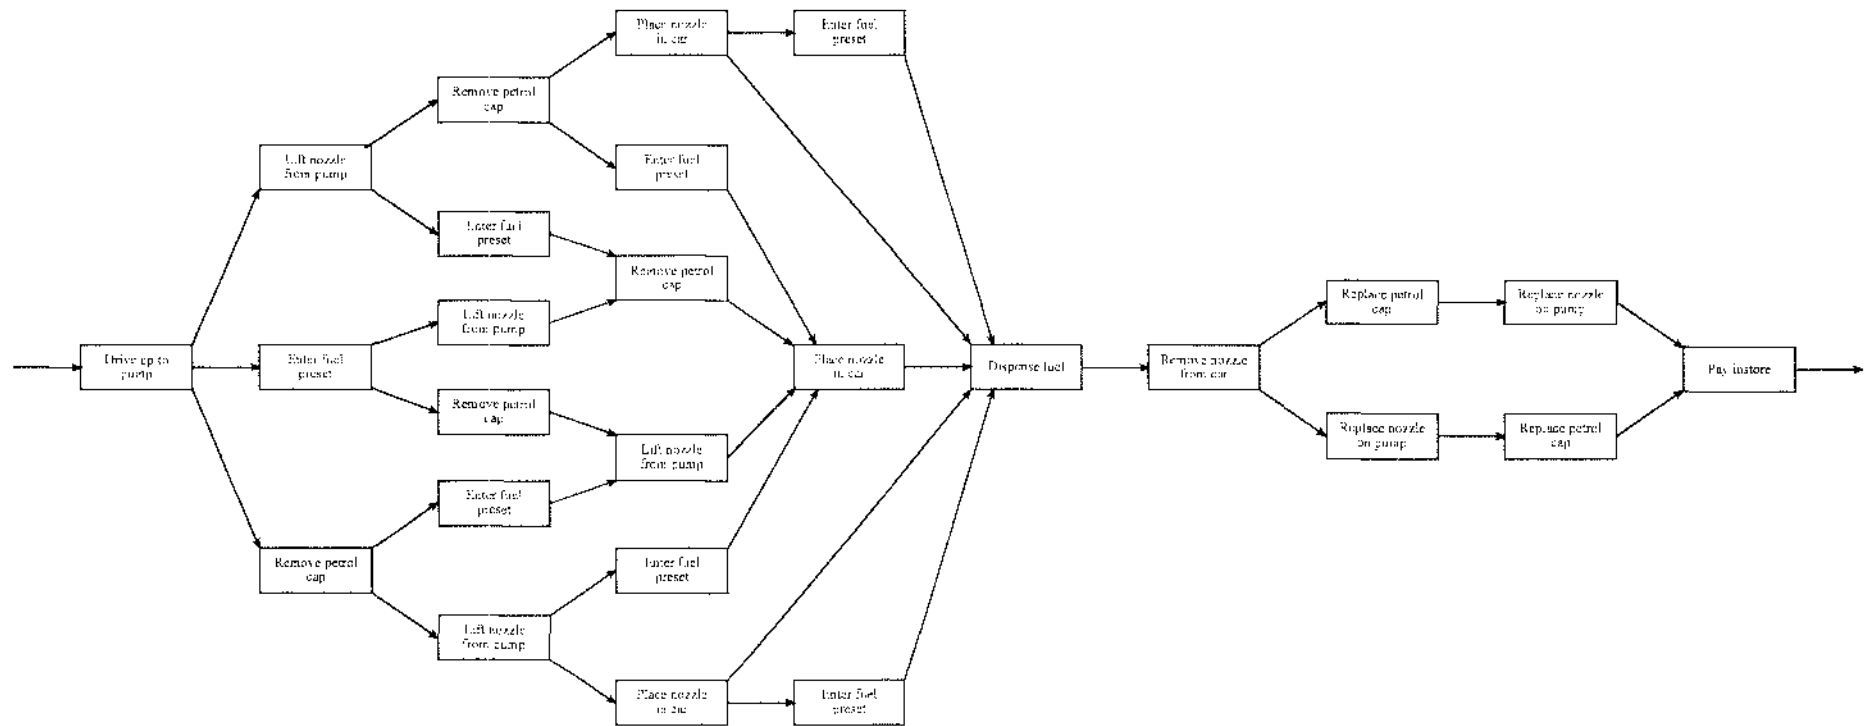 Place nozzle
in car
Enter fuel
preset
Remove petrol
cap
Lift nozzle
from pump
Enter fuel
preset
Enter fuel
preset
Remove petrol
cap
Lift nozzle
from pump
Drive up to
pump
Enter fuel
preset
Remove petrol
cap
Place nozzle
in car
Dispense fuel
Remove nozzle
from car
Replace petrol
cap
Replace nozzle
on pump
Replace nozzle
on pump
Replace petrol
cap
Pay instore
Lift nozzle
from pump
Enter fuel
preset
Remove petrol
cap
Enter fuel
preset
Lift nozzle
from pump
Place nozzle
in car
Enter fuel
preset